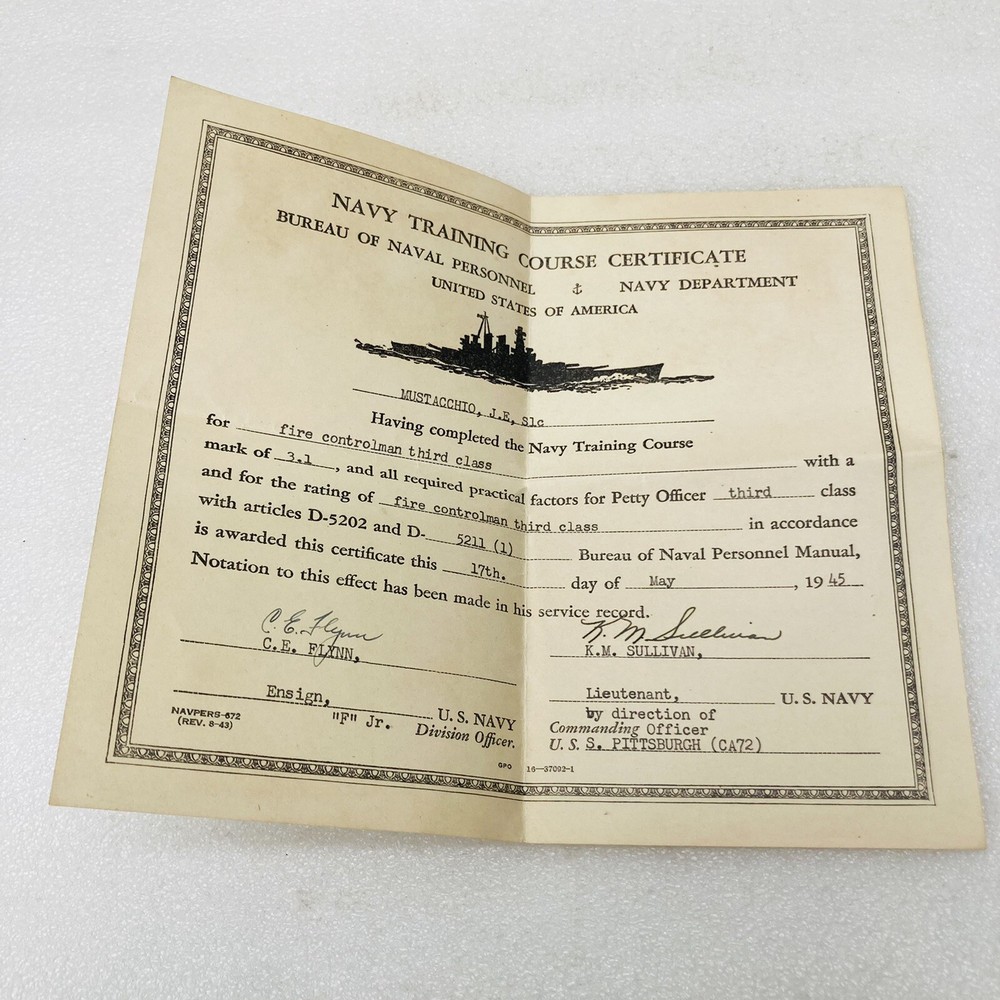 NAVY TRAINING COURSE CERTIFICATE
BUREAU OF NAVAL PERSONNEL ⚓ NAVY DEPARTMENT
UNITED STATES OF AMERICA
MUSTACCHIO, J.E, S1c
Having completed the Navy Training Course
for fire controlman third class with a
mark of 3.1, and all required practical factors for Petty Officer third class
and for the rating of fire controlman third class in accordance
with articles D-5202 and D-5211 (1) Bureau of Naval Personnel Manual,
is awarded this certificate this 17th. day of May, 1945
Notation to this effect has been made in his service record.
C. E. Flynn K. M. Sullivan
C.E. FLYNN, K.M. SULLIVAN,
Ensign, U. S. NAVY Lieutenant, U. S. NAVY
"F" Jr. Division Officer. by direction of
Commanding Officer
U. S. S. PITTSBURGH (CA72)
NAVPERS-672
(REV. 8-43)
GPO 16—37092-1